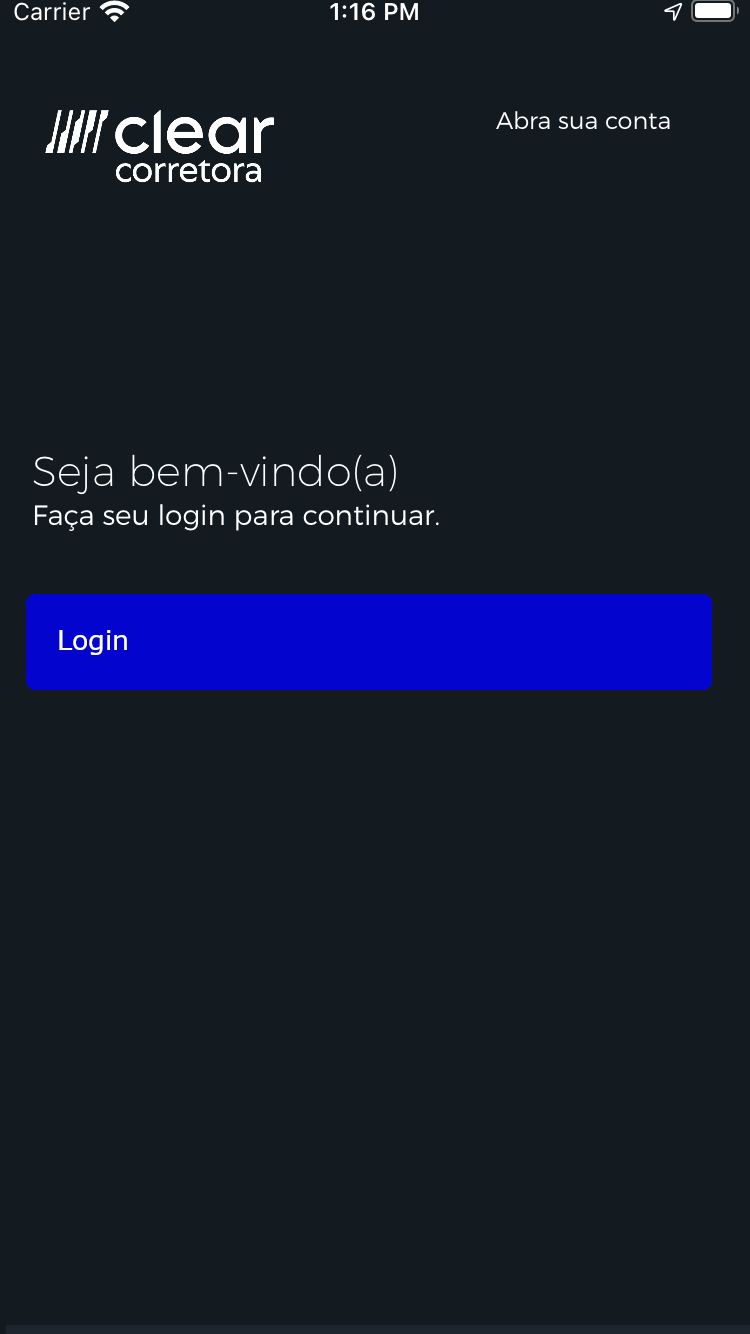 Carrier 1:16 PM
clear
corretora
Abra sua conta
Seja bem-vindo(a)
Faça seu login para continuar.
Login